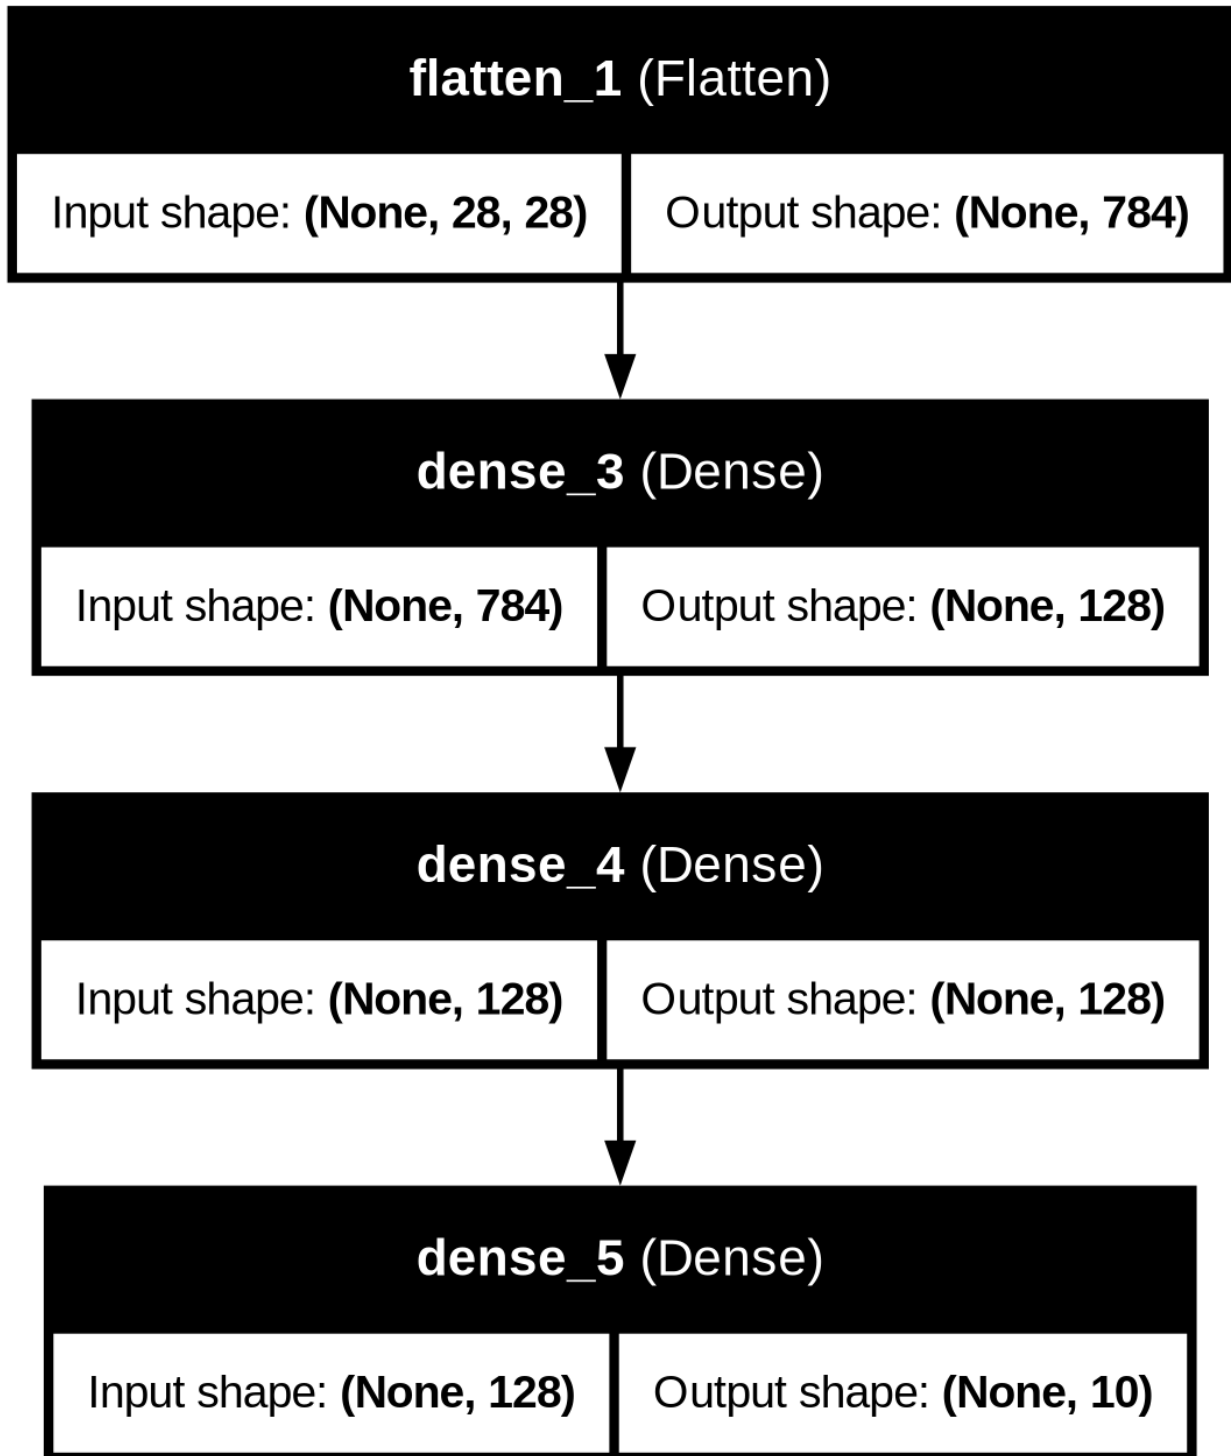 flatten_1 (Flatten)
Input shape: (None, 28, 28)
Output shape: (None, 784)
dense_3 (Dense)
Input shape: (None, 784)
Output shape: (None, 128)
dense_4 (Dense)
Input shape: (None, 128)
Output shape: (None, 128)
dense_5 (Dense)
Input shape: (None, 128)
Output shape: (None, 10)